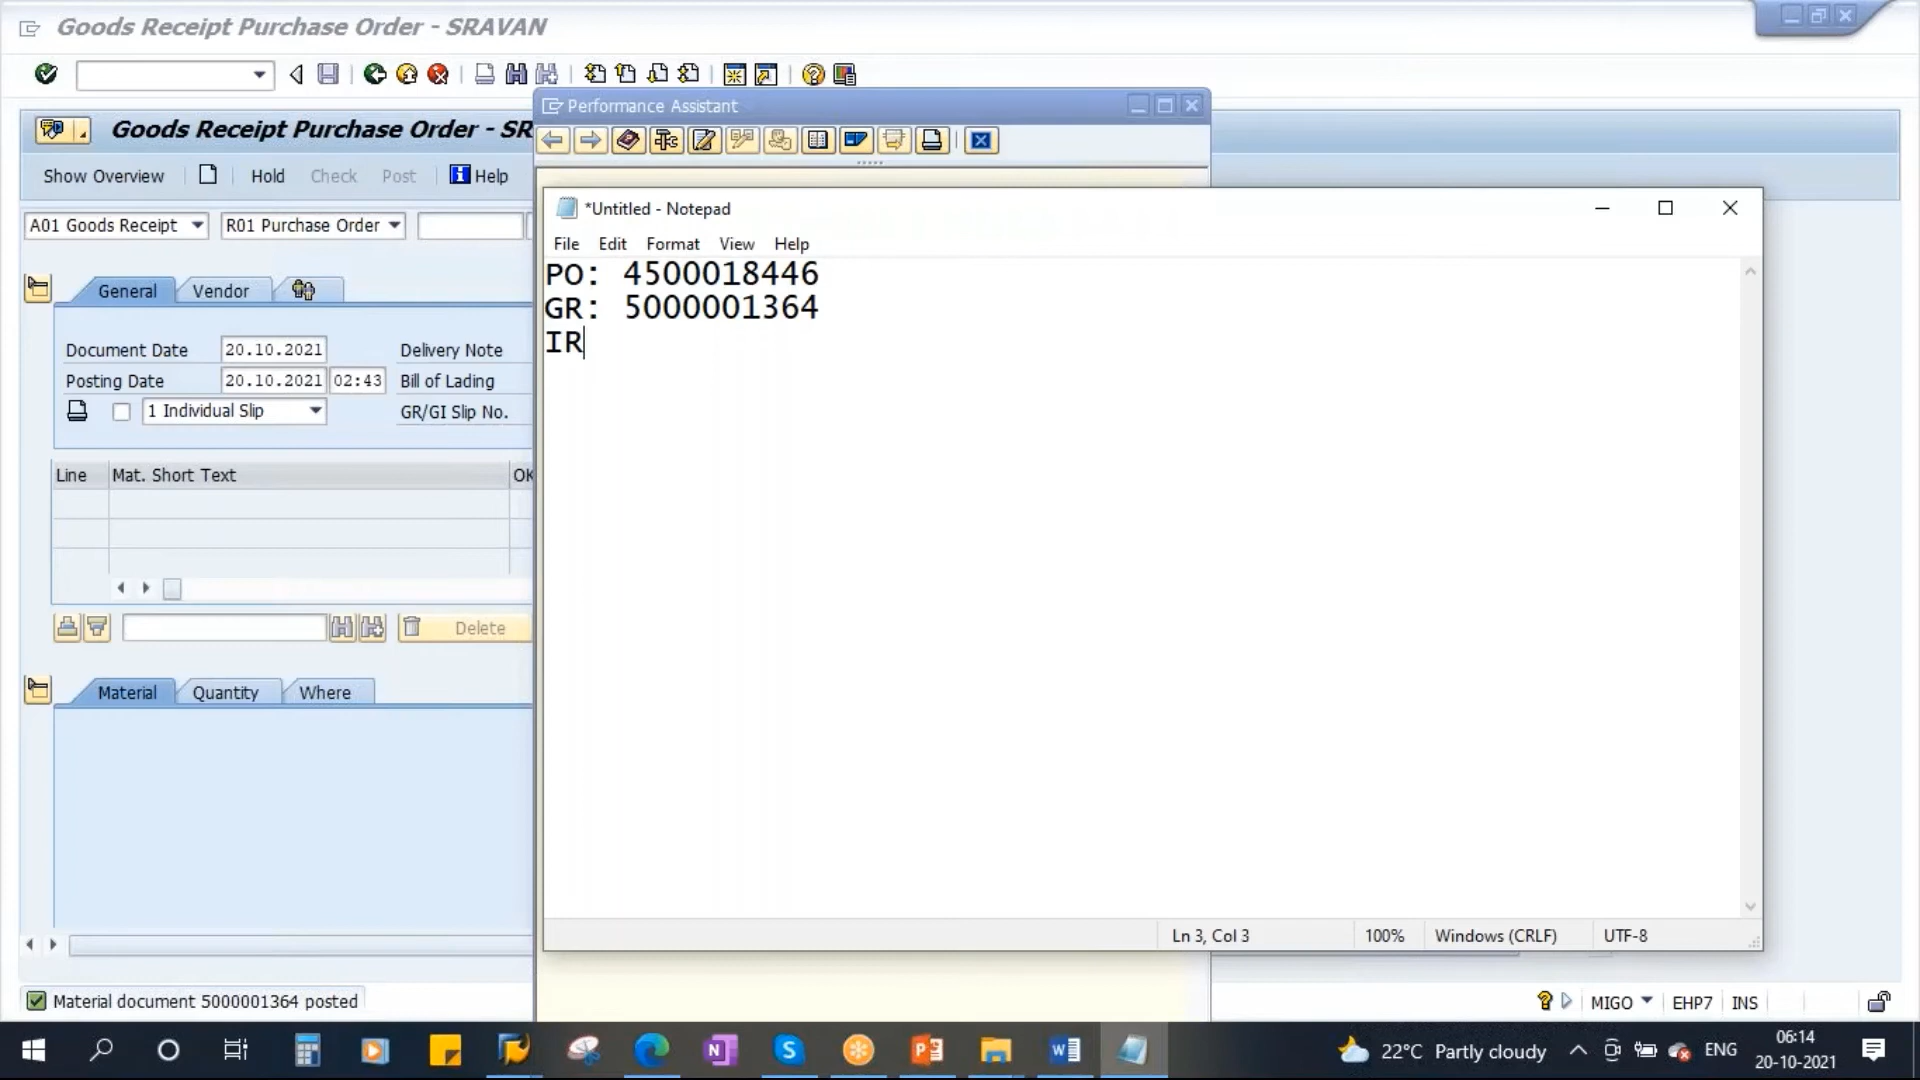 Goods Receipt Purchase Order - SRAVAN
Goods Receipt Purchase Order - SR
Performance Assistant
Show Overview
Hold
Check
Post
Help
A01 Goods Receipt
R01 Purchase Order
*Untitled - Notepad
File
Edit
Format
View
Help
PO: 4500018446
GR: 5000001364
IR
General
Vendor
Document Date
20.10.2021
Delivery Note
Posting Date
20.10.2021
02:43
Bill of Lading
1 Individual Slip
GR/GI Slip No.
Line
Mat. Short Text
OK
Delete
Material
Quantity
Where
Ln 3, Col 3
100%
Windows (CRLF)
UTF-8
Material document 5000001364 posted
MIGO
EHP7
INS
22°C Partly cloudy
ENG
06:14
20-10-2021